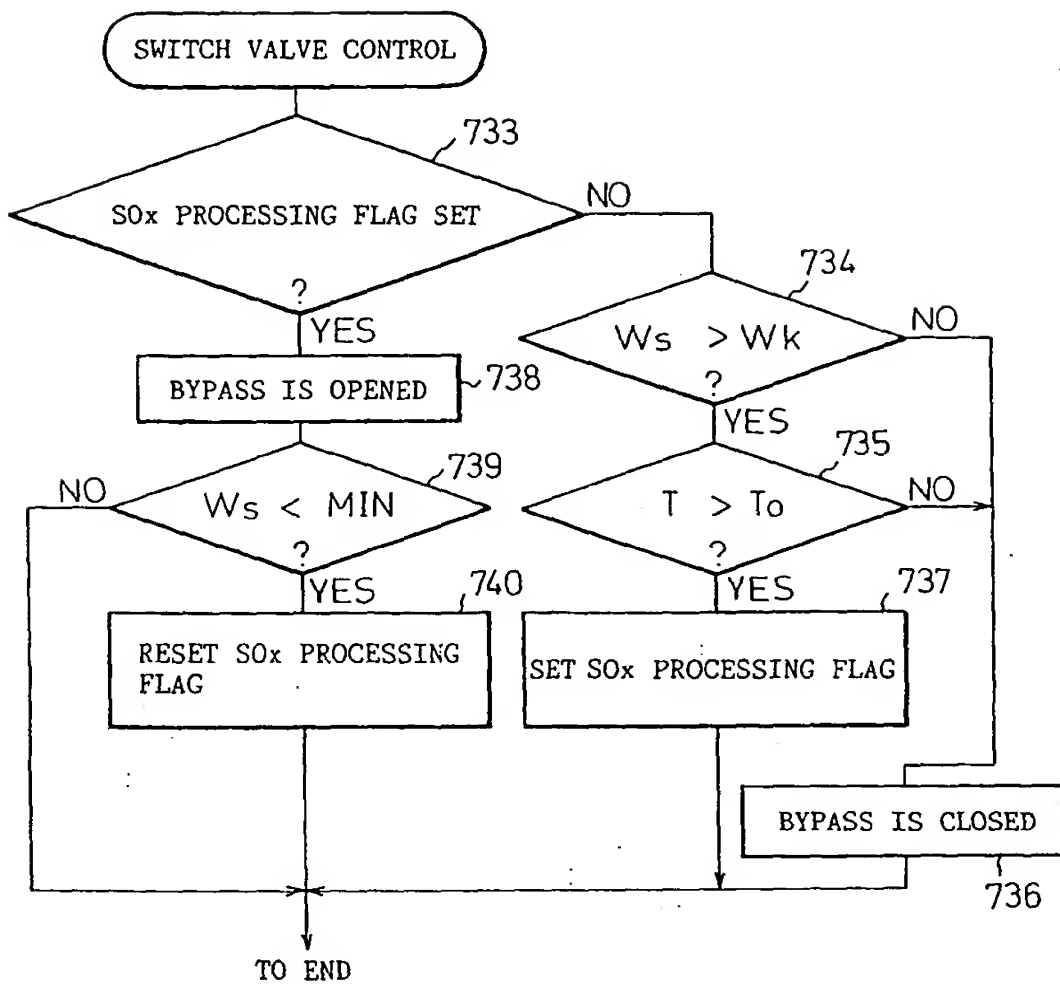 SWITCH VALVE CONTROL
733
SOx PROCESSING FLAG SET
?
NO
YES
734
Ws > Wk
?
NO
YES
BYPASS IS OPENED
738
735
T > To
?
NO
YES
739
NO
Ws < MIN
?
YES
740
RESET SOx PROCESSING
FLAG
737
SET SOx PROCESSING FLAG
BYPASS IS CLOSED
736
TO END